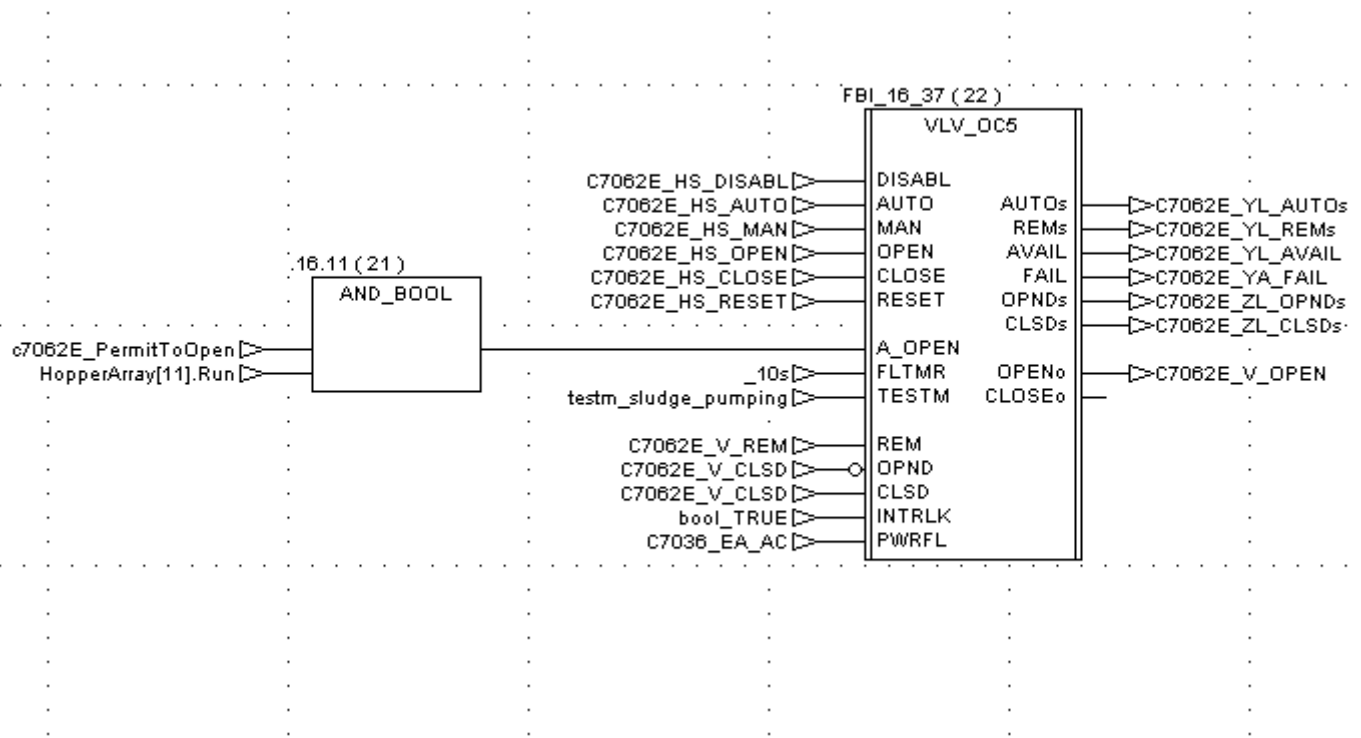 FBI_16_37 ( 22 )
VLV_OC5
C7062E_HS_DISABL DISABL
C7062E_HS_AUTO AUTO AUTOs C7062E_YL_AUTOs
C7062E_HS_MAN MAN REMs C7062E_YL_REMs
C7062E_HS_OPEN OPEN AVAIL C7062E_YL_AVAIL
.16.11 ( 21 )
C7062E_HS_CLOSE CLOSE FAIL C7062E_YA_FAIL
AND_BOOL
C7062E_HS_RESET RESET OPNDs C7062E_ZL_OPNDs
CLSDs C7062E_ZL_CLSDs
c7062E_PermitToOpen A_OPEN
HopperArray[11].Run _10s FLTMR OPENo C7062E_V_OPEN
testm_sludge_pumping TESTM CLOSEo
C7062E_V_REM REM
C7062E_V_CLSD OPND
C7062E_V_CLSD CLSD
bool_TRUE INTRLK
C7036_EA_AC PWRFL